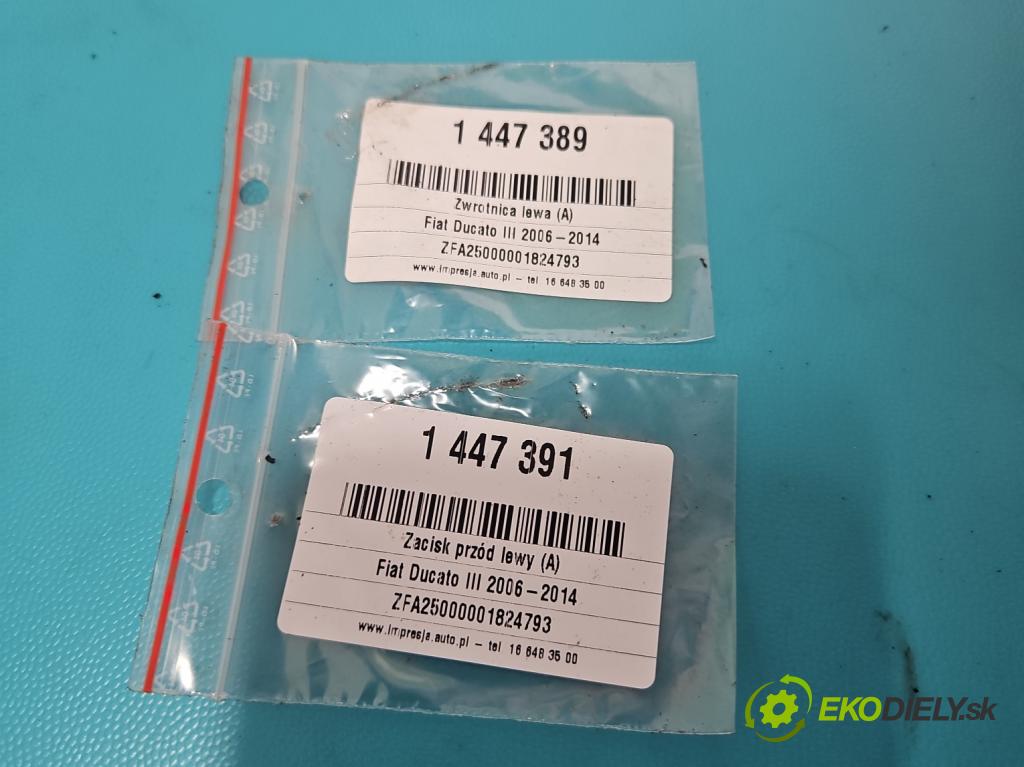 1 447 389
Zwrotnica lewa (A)
Fiat Ducato III 2006-2014
ZFA25000001824793
www.impresja.auto.pl - tel 16 648 35 00
1 447 391
Zacisk przód lewy (A)
Fiat Ducato III 2006-2014
ZFA25000001824793
www.impresja.auto.pl - tel 16 648 35 00
EKODIELY.sk